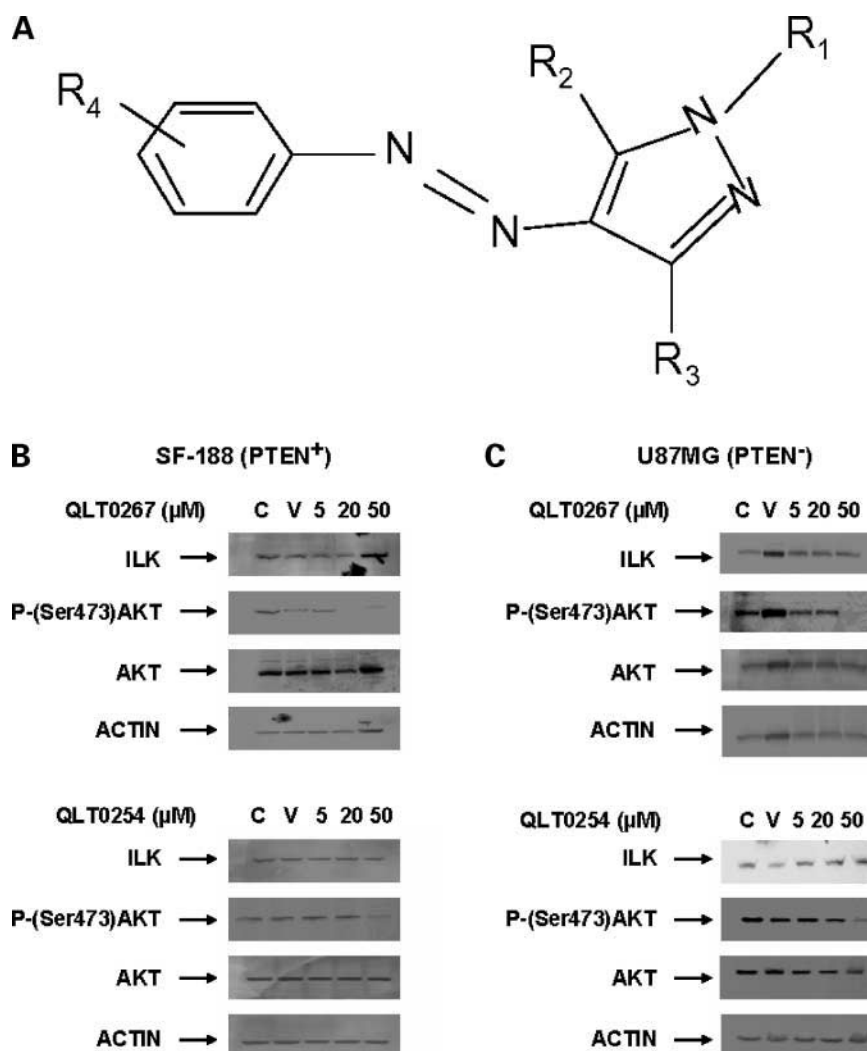 A
R4
N
N
R2
R1
N
N
R3
B
SF-188 (PTEN+)
QLT0267 (µM) C V 5 20 50
ILK
P-(Ser473)AKT
AKT
ACTIN
QLT0254 (µM) C V 5 20 50
ILK
P-(Ser473)AKT
AKT
ACTIN
C
U87MG (PTEN-)
QLT0267 (µM) C V 5 20 50
ILK
P-(Ser473)AKT
AKT
ACTIN
QLT0254 (µM) C V 5 20 50
ILK
P-(Ser473)AKT
AKT
ACTIN